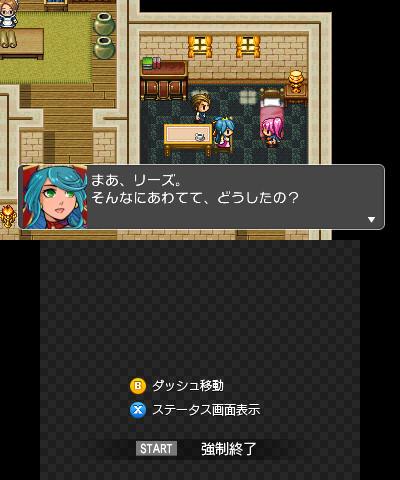 まあ、リーズ。
そんなにあわてて、どうしたの？
B ダッシュ移動
X ステータス画面表示
START 強制終了